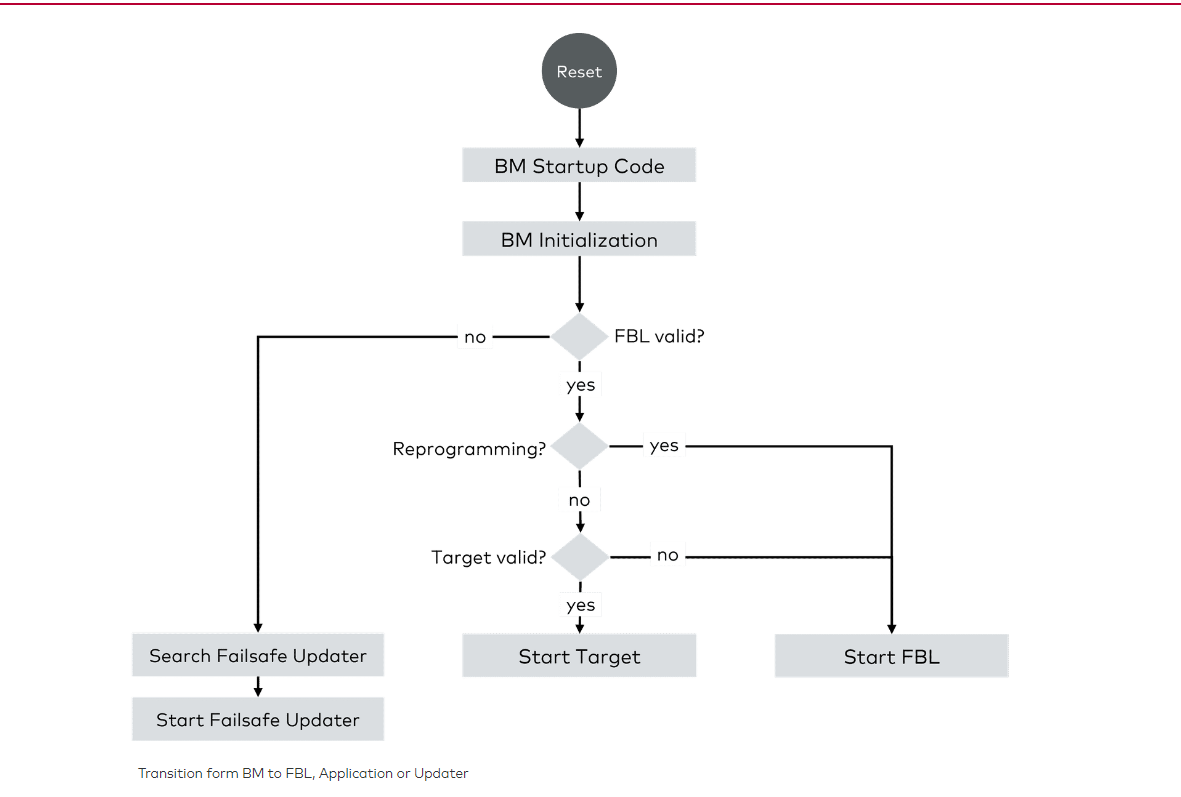 Reset
BM Startup Code
BM Initialization
no
FBL valid?
yes
Reprogramming?
yes
no
Target valid?
no
yes
Search Failsafe Updater
Start Target
Start FBL
Start Failsafe Updater
Transition form BM to FBL, Application or Updater